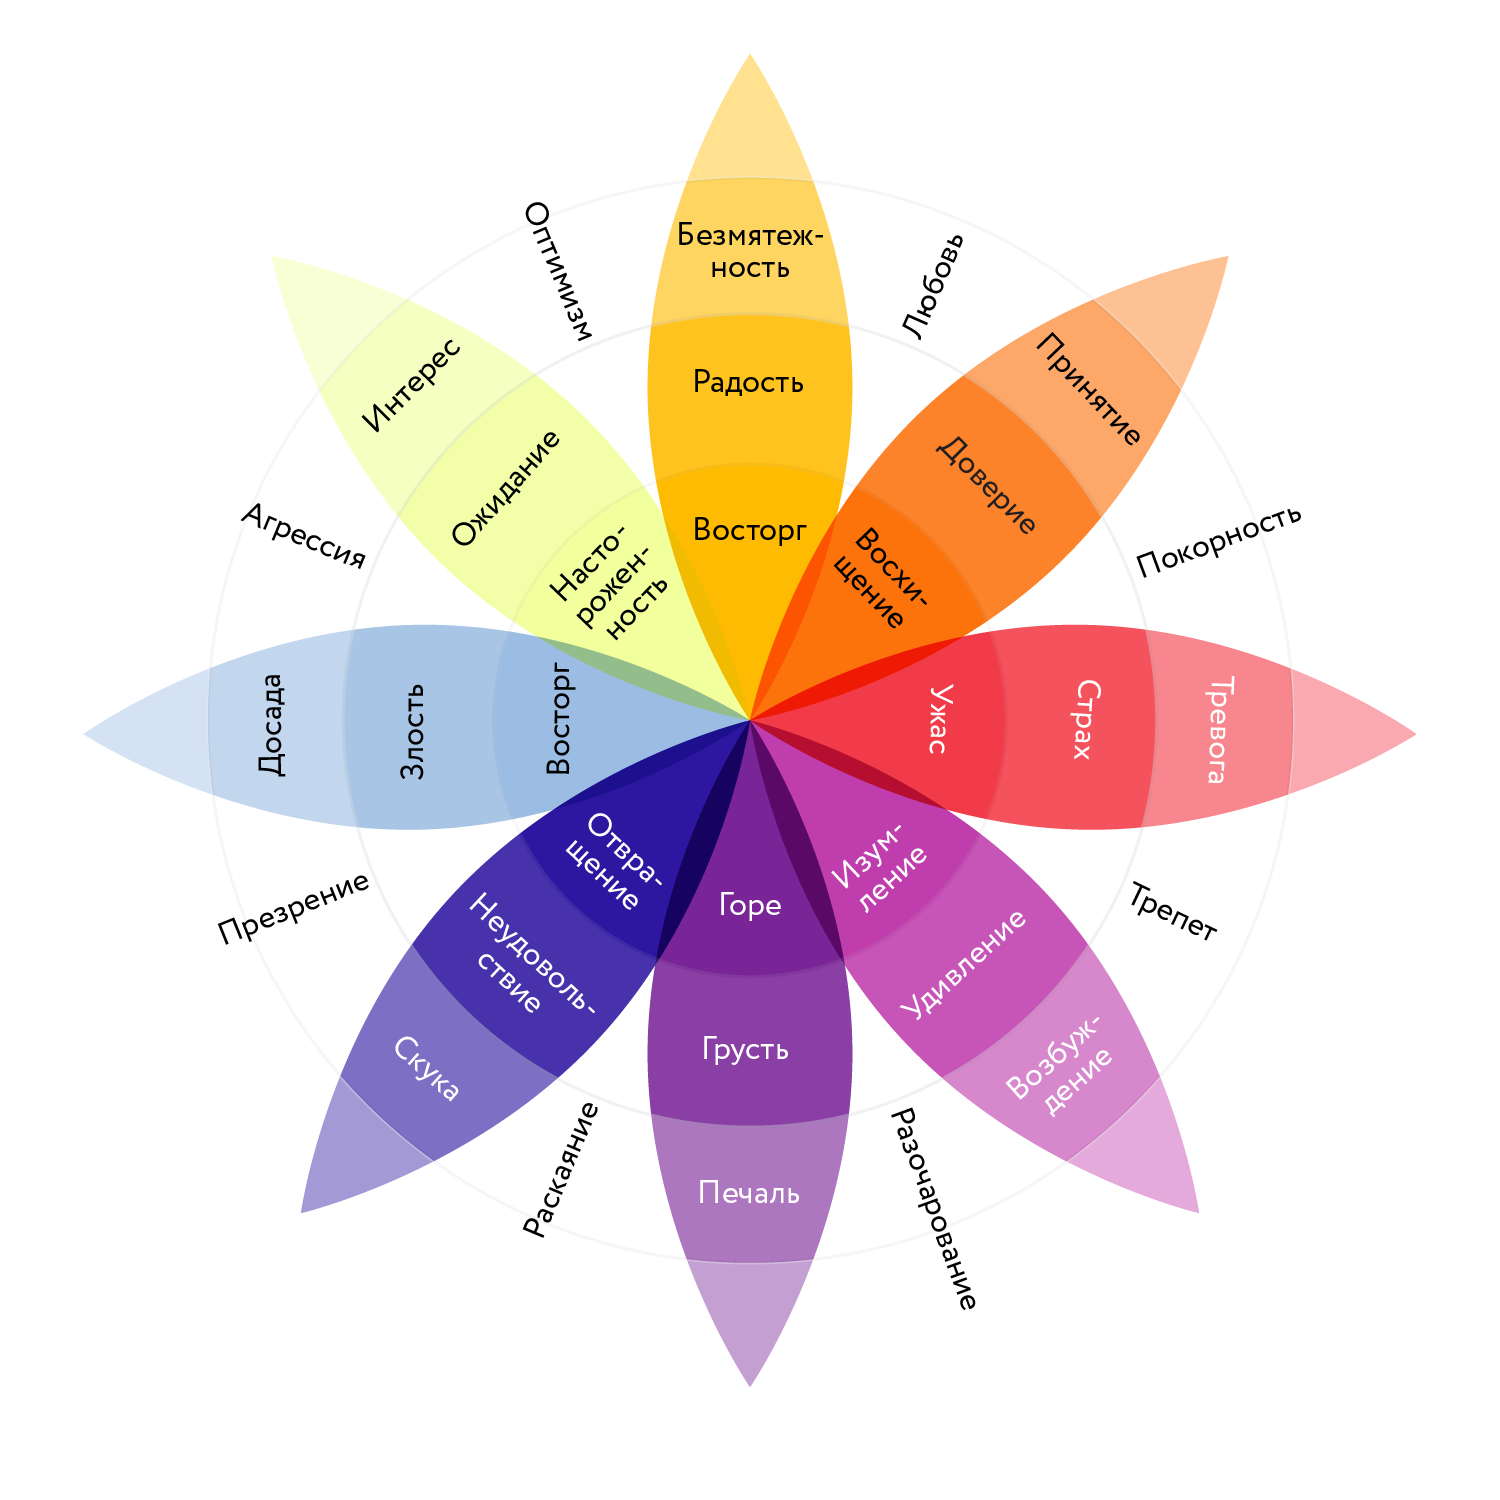 Безмятеж-
ность
Радость
Восторг
Любовь
Принятие
Доверие
Восхи-
щение
Покорность
Тревога
Страх
Ужас
Трепет
Возбуж-
дение
Удивление
Изум-
ление
Разочарование
Горе
Грусть
Печаль
Раскаяние
Отвра-
щение
Неудоволь-
ствие
Скука
Презрение
Досада
Злость
Восторг
Агрессия
Интерес
Ожидание
Насто-
рожен-
ность
Оптимизм